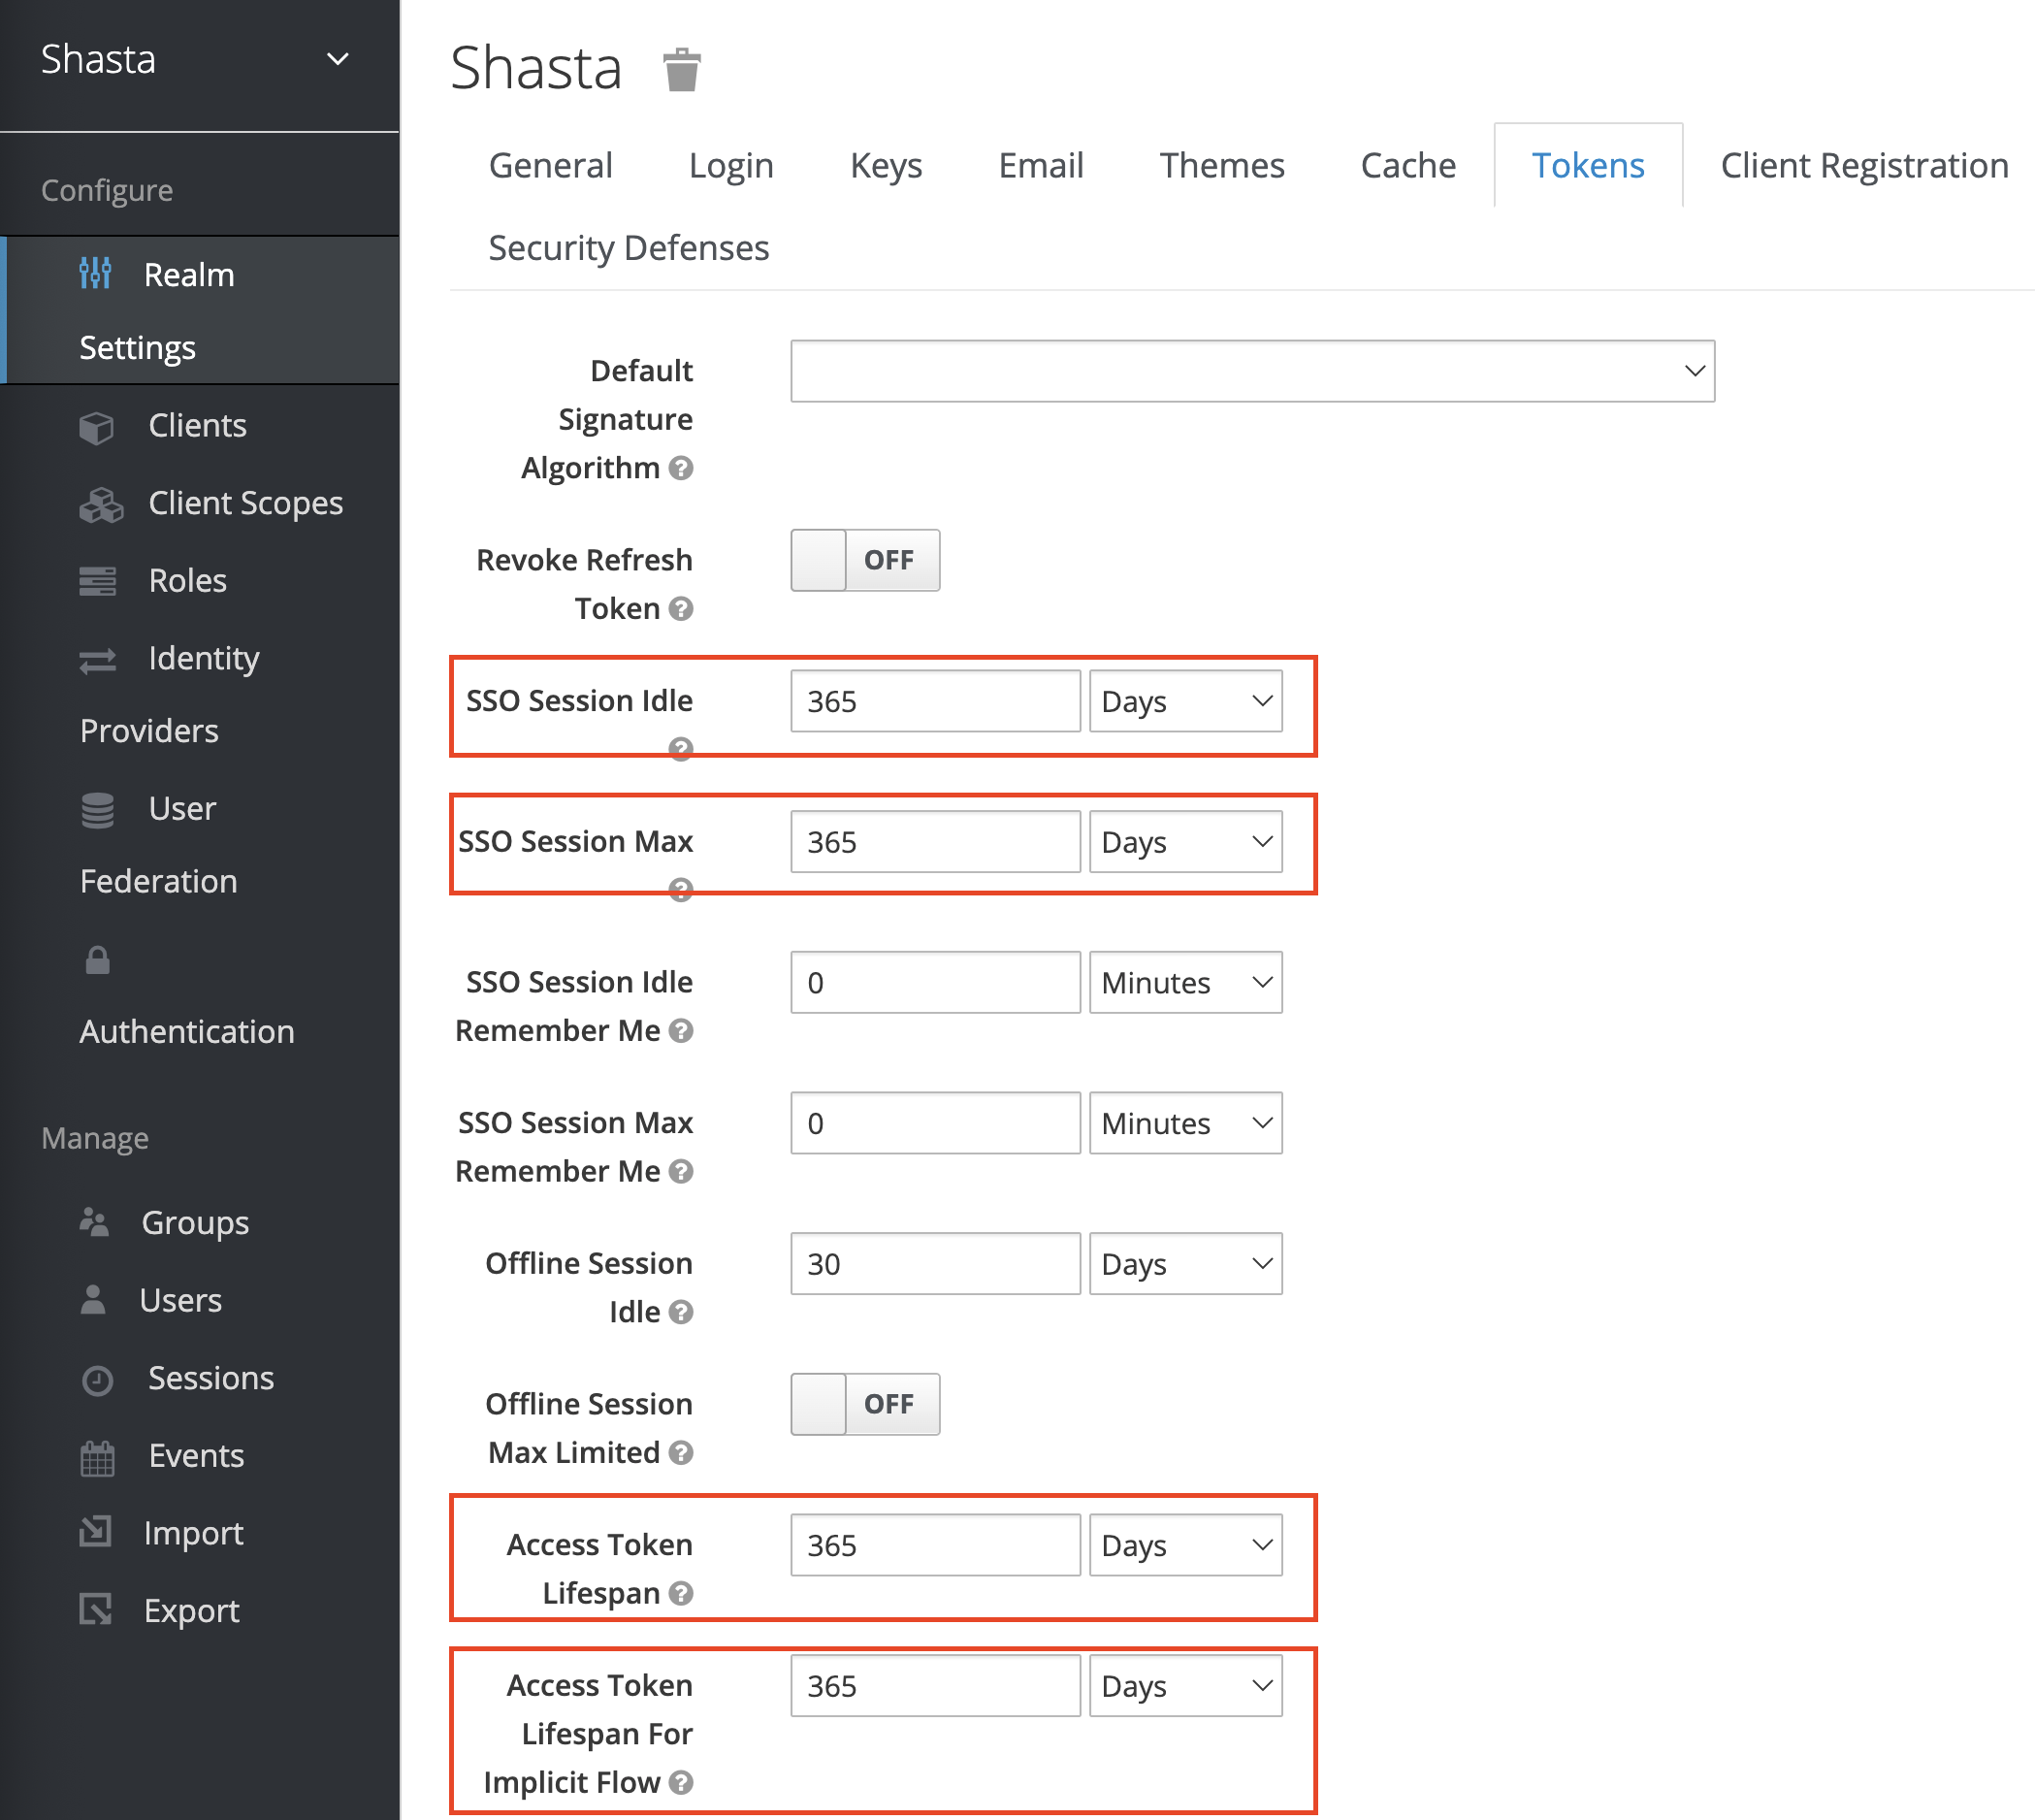 Shasta
Configure
Realm
Settings
Clients
Client Scopes
Roles
Identity
Providers
User
Federation
Authentication
Manage
Groups
Users
Sessions
Events
Import
Export
Shasta
General Login Keys Email Themes Cache Tokens Client Registration
Security Defenses
Default
Signature
Algorithm ?
Revoke Refresh OFF
Token ?
SSO Session Idle 365 Days
?
SSO Session Max 365 Days
?
SSO Session Idle 0 Minutes
Remember Me ?
SSO Session Max 0 Minutes
Remember Me ?
Offline Session 30 Days
Idle ?
Offline Session OFF
Max Limited ?
Access Token 365 Days
Lifespan ?
Access Token 365 Days
Lifespan For
Implicit Flow ?